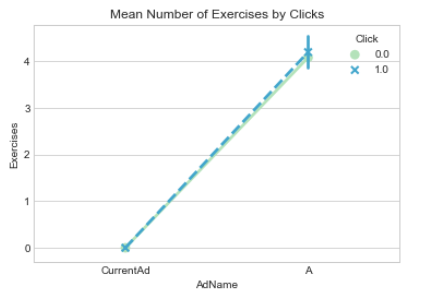 Mean Number of Exercises by Clicks
Click
0.0
1.0
4
3
2
1
0
Exercises
CurrentAd
A
AdName